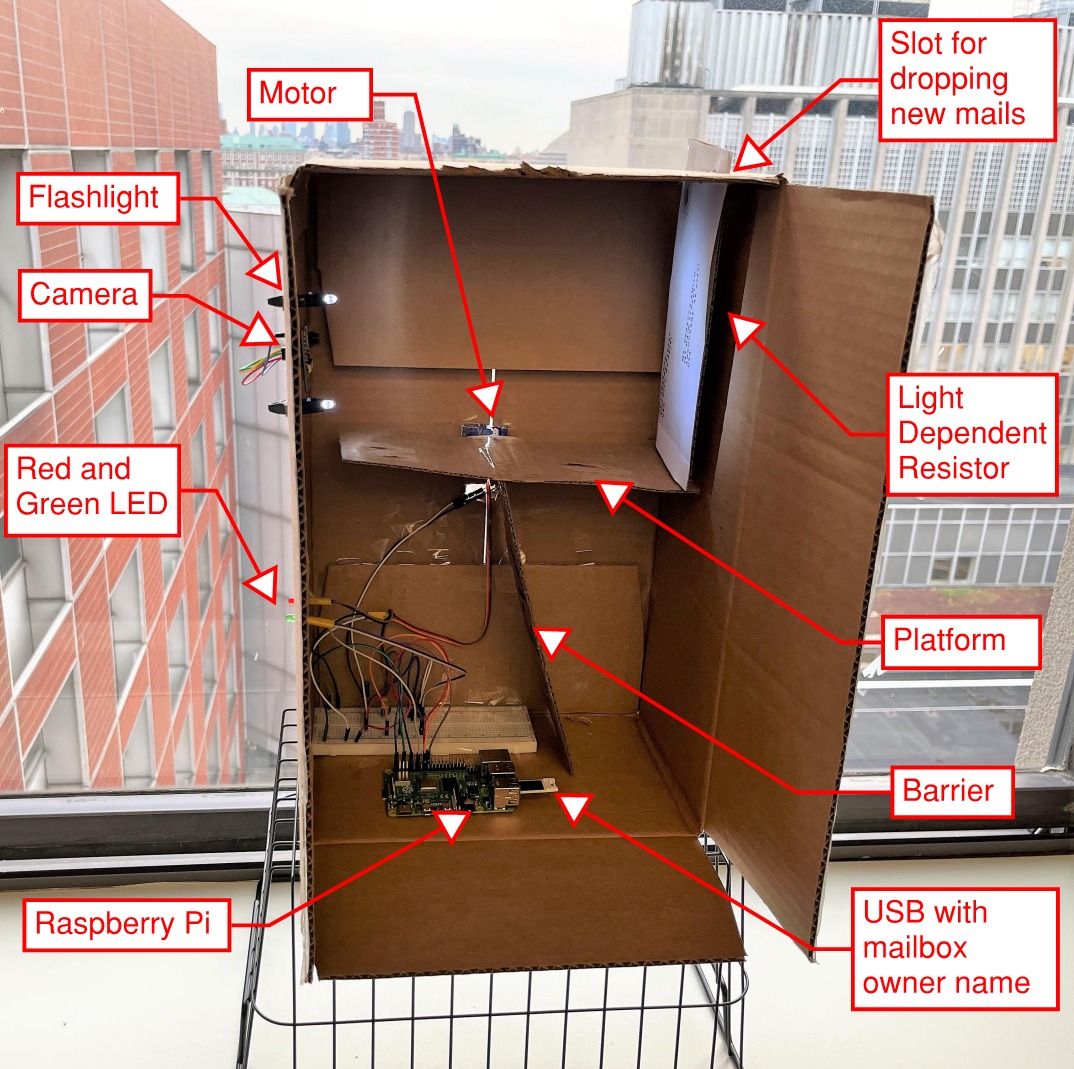 Slot for
dropping
new mails
Motor
Flashlight
Camera
Light
Dependent
Resistor
Red and
Green LED
Platform
Barrier
USB with
mailbox
owner name
Raspberry Pi